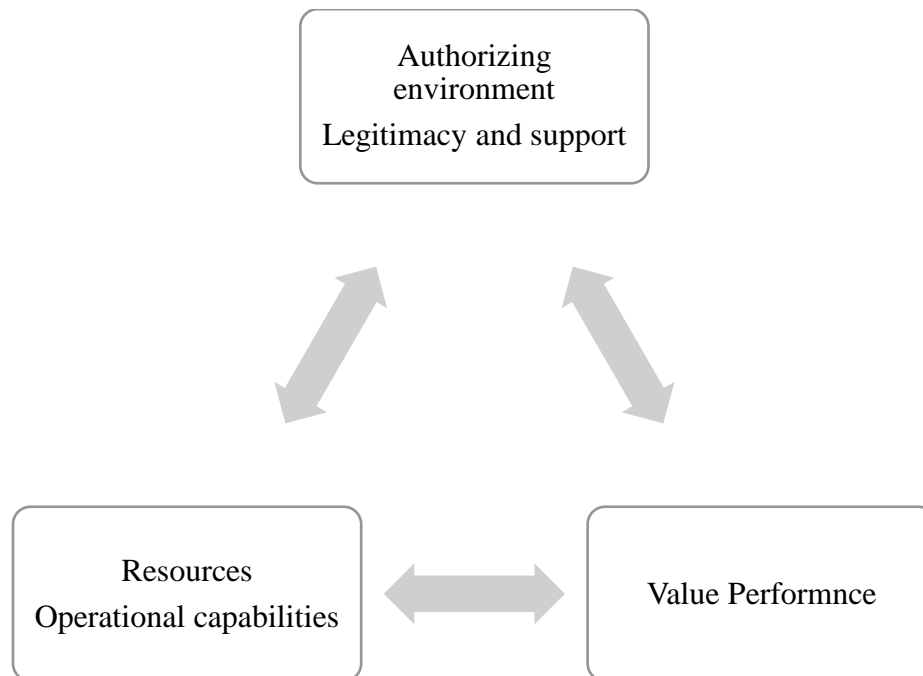 Authorizing
environment
Legitimacy and support
Resources
Operational capabilities
Value Performnce